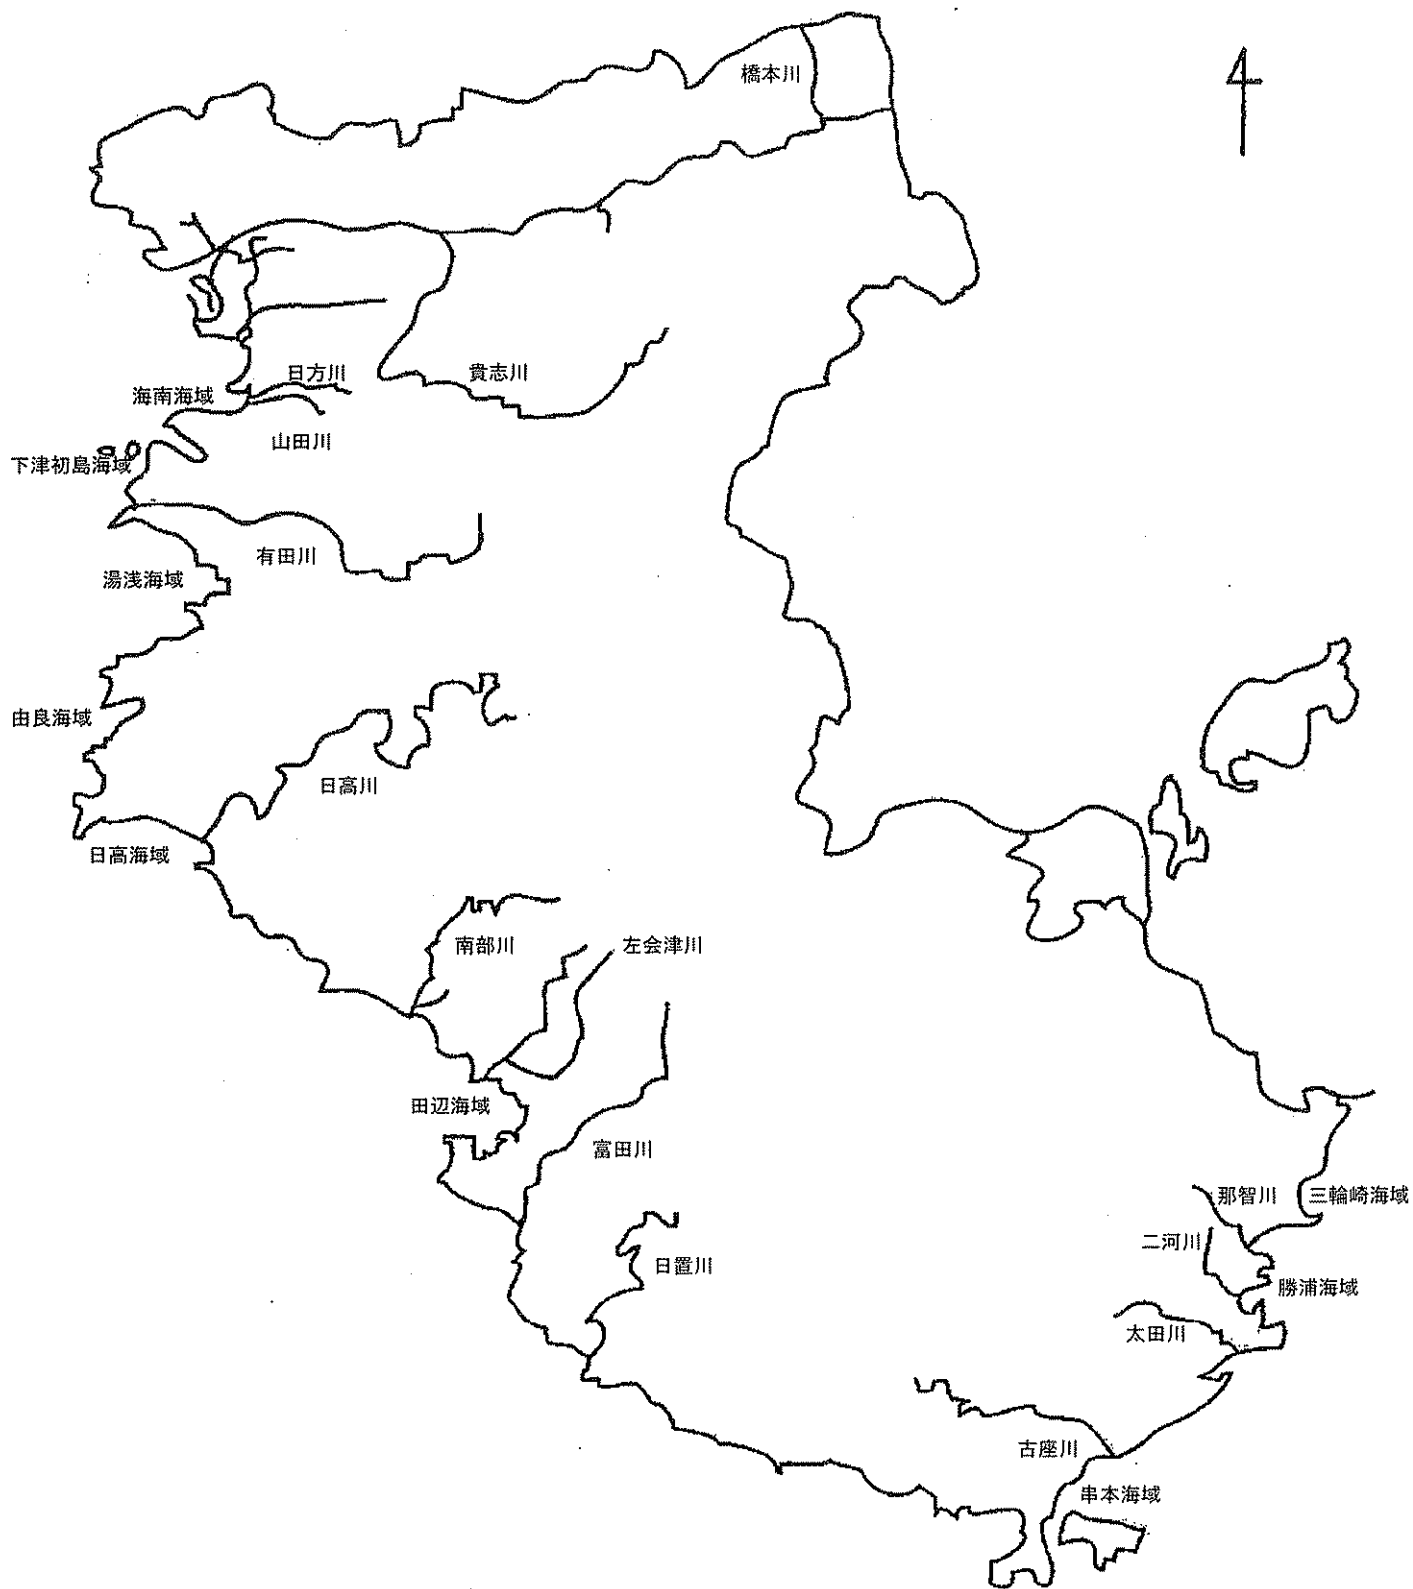 橋本川
日方川
貴志川
海南海域
山田川
下津初島海域
有田川
湯浅海域
由良海域
日高川
日高海域
南部川
左会津川
田辺海域
富田川
那智川
三輪崎海域
二河川
日置川
勝浦海域
太田川
古座川
串本海域